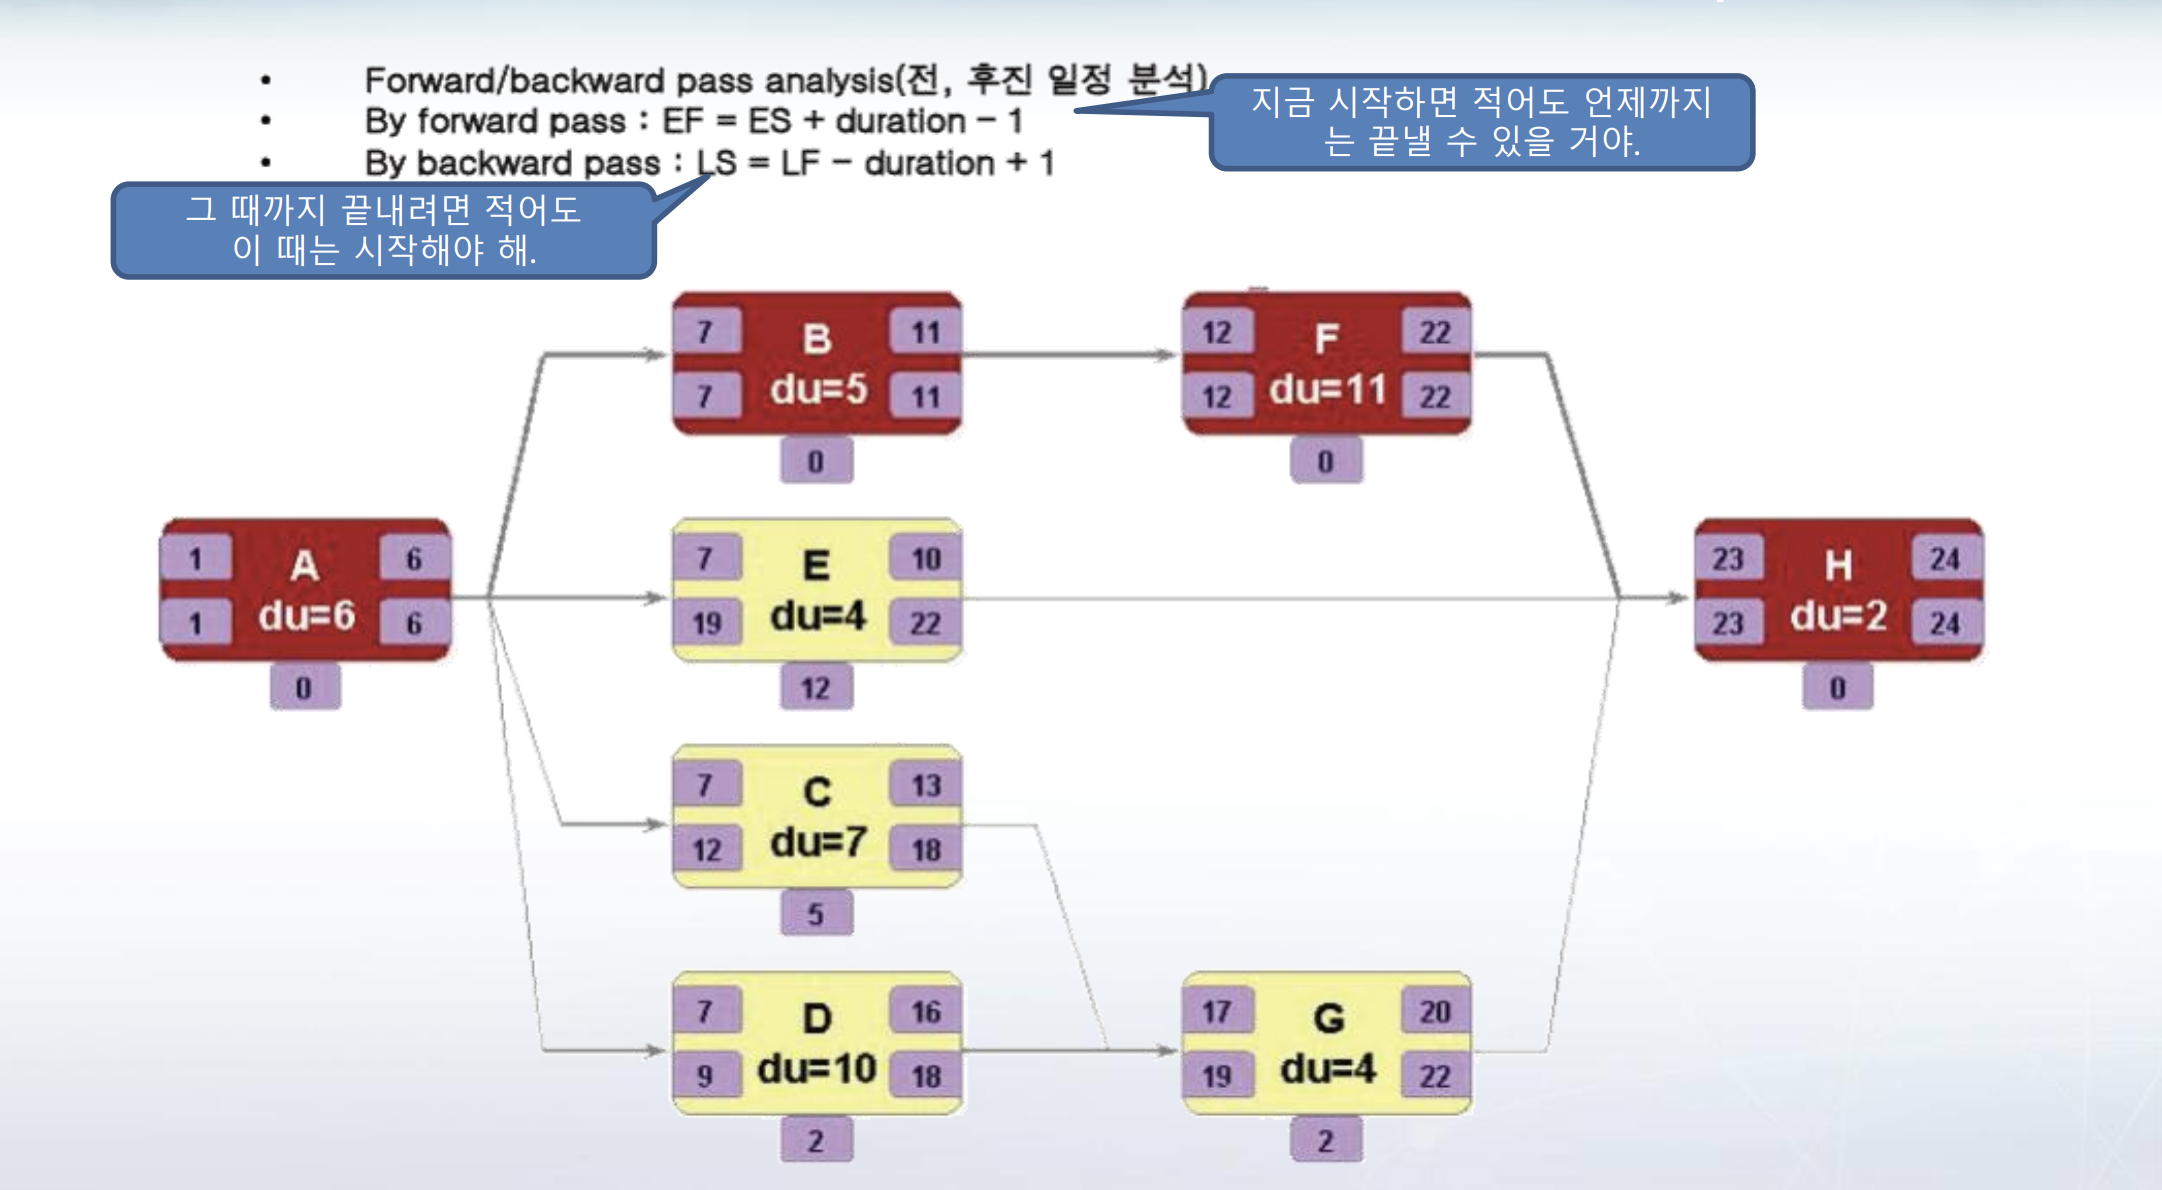 • Forward/backward pass analysis(전, 후진 일정 분석)
• By forward pass : EF = ES + duration − 1
• By backward pass : LS = LF − duration + 1
지금 시작하면 적어도 언제까지
는 끝낼 수 있을 거야.
그 때까지 끝내려면 적어도
이 때는 시작해야 해.
7 B 11
7 du=5 11
0
12 F 22
12 du=11 22
0
1 A 6
1 du=6 6
0
7 E 10
19 du=4 22
12
23 H 24
23 du=2 24
0
7 C 13
12 du=7 18
5
7 D 16
9 du=10 18
2
17 G 20
19 du=4 22
2